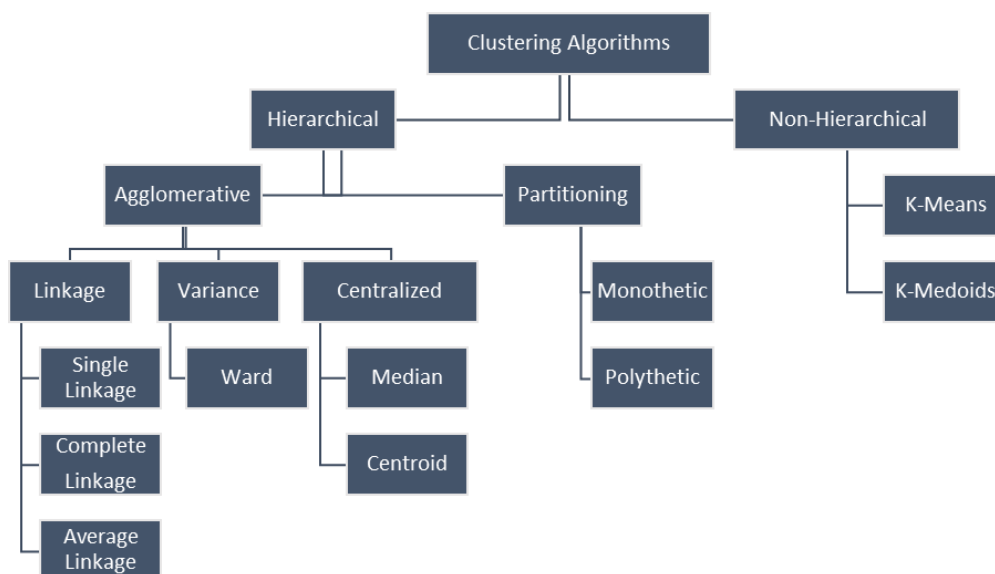 Clustering Algorithms
Hierarchical
Non-Hierarchical
Agglomerative
Partitioning
K-Means
Linkage
Variance
Centralized
Monothetic
K-Medoids
Single
Linkage
Ward
Median
Polythetic
Complete
Linkage
Centroid
Average
Linkage